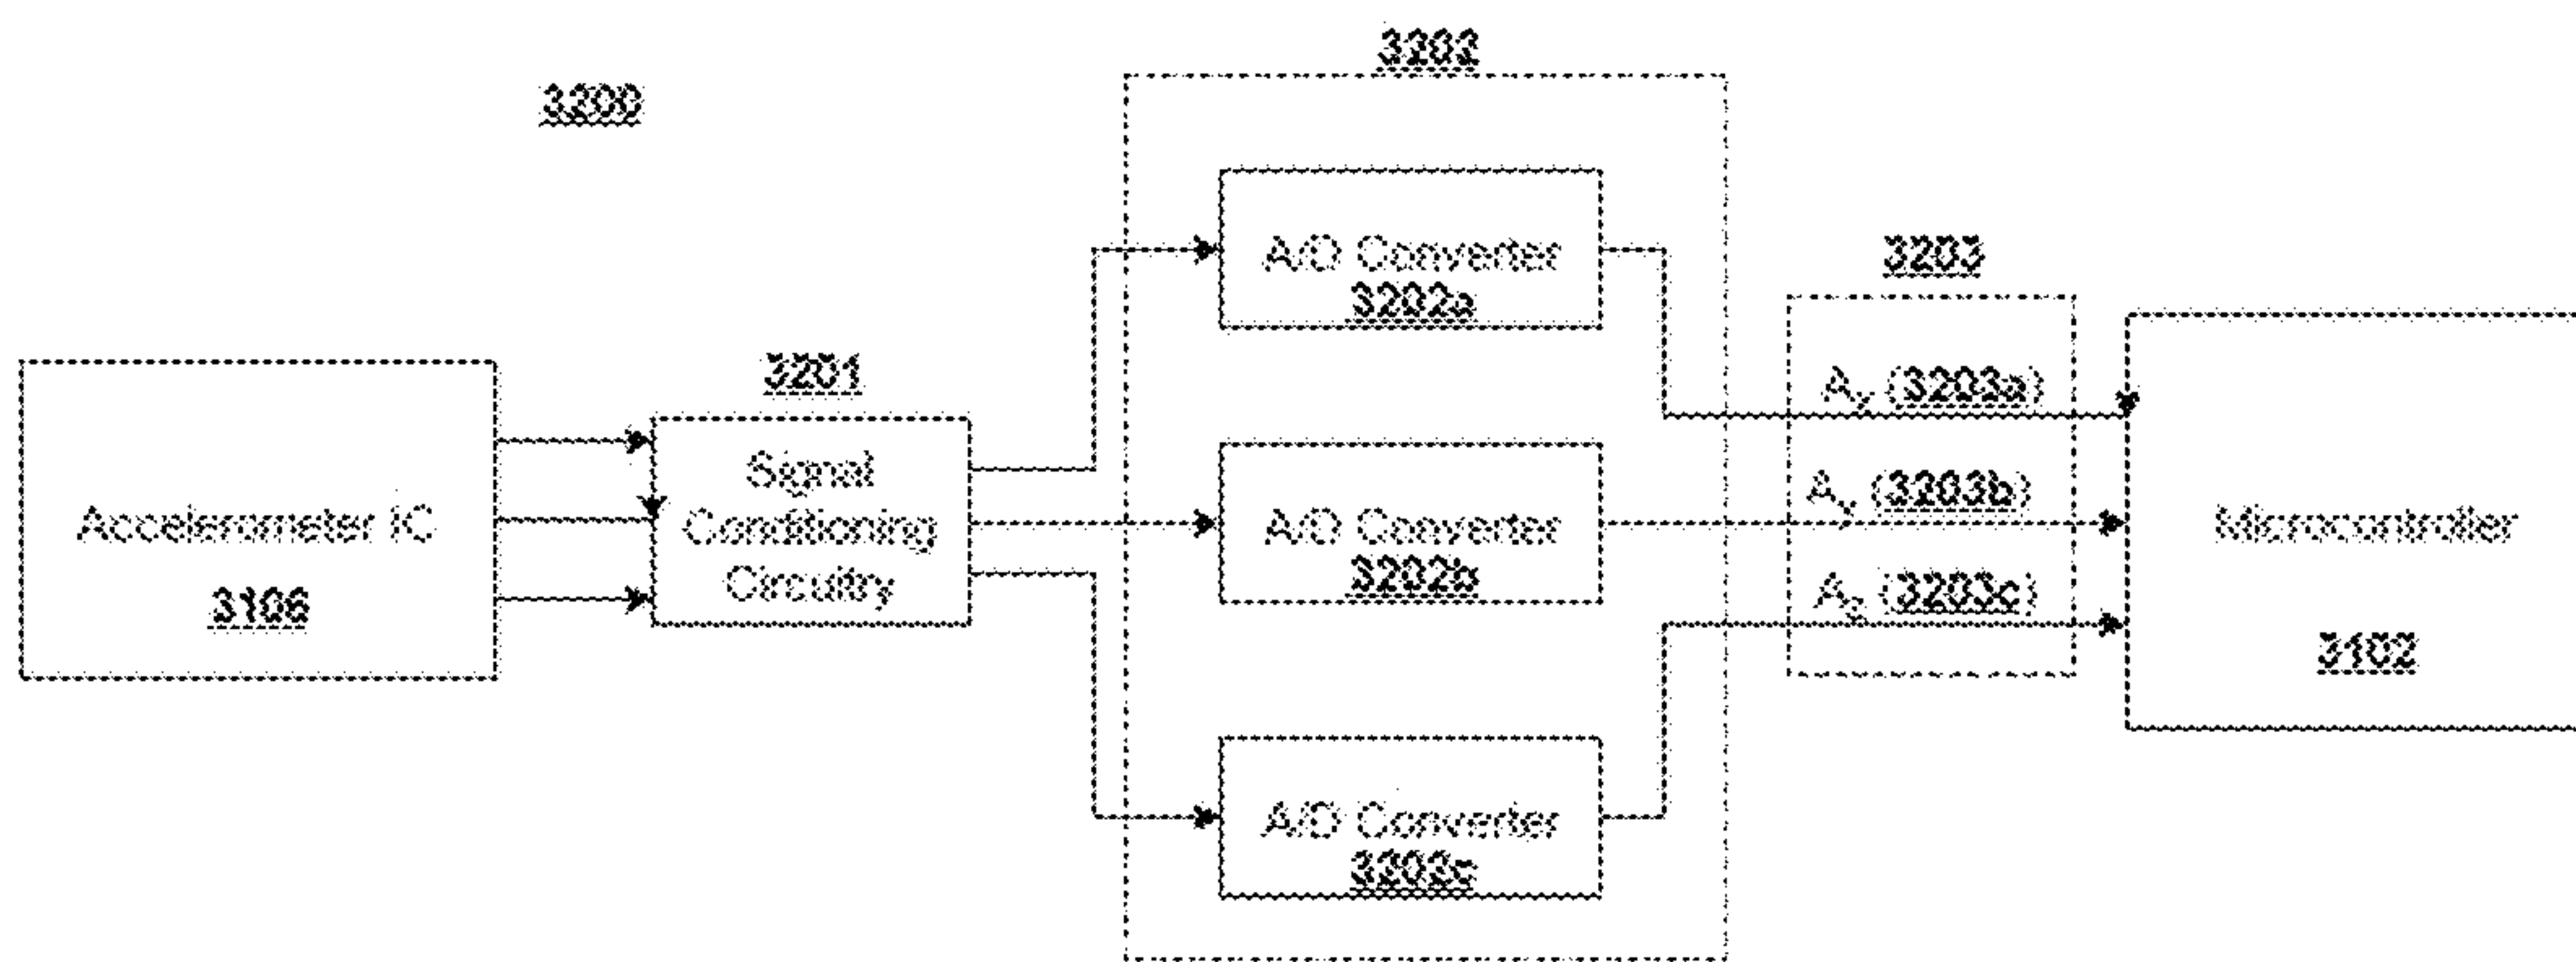 3200
3202
A/D Converter
3202a
3203
3201
Ax (3203a)
Signal
Conditioning
Circuitry
Accelerometer IC
3106
A/D Converter
3202b
Ay (3203b)
Az (3203c)
Microcontroller
3102
A/D Converter
3202c